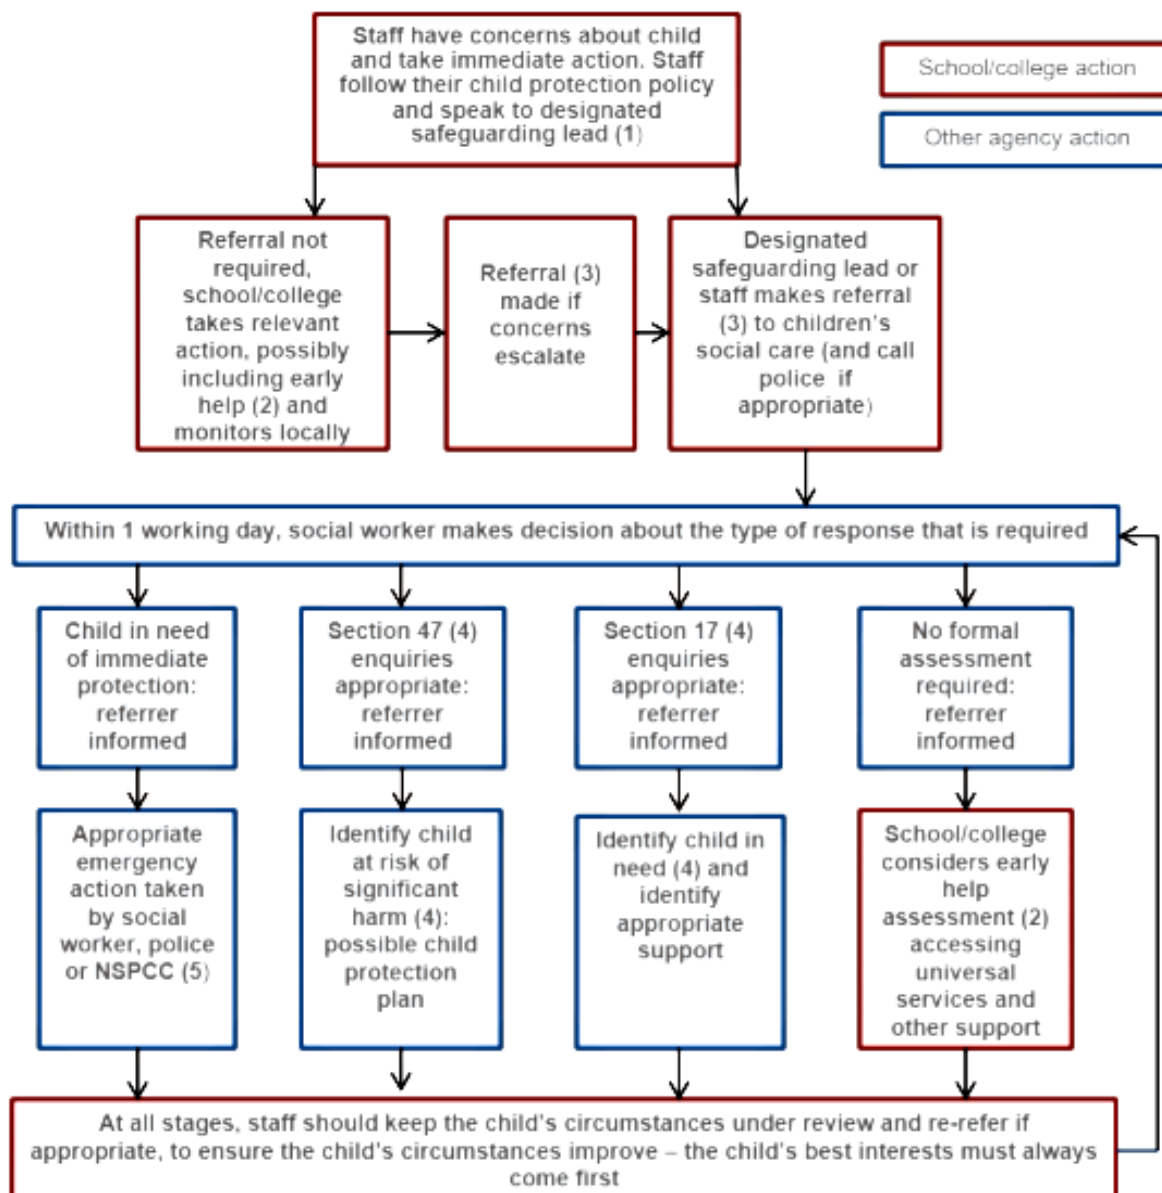 Staff have concerns about child
and take immediate action. Staff
follow their child protection policy
and speak to designated
safeguarding lead (1)
School/college action
Other agency action
Referral not
required,
school/college
takes relevant
action, possibly
including early
help (2) and
monitors locally
Referral (3)
made if
concerns
escalate
Designated
safeguarding lead or
staff makes referral
(3) to children's
social care (and call
police if
appropriate)
Within 1 working day, social worker makes decision about the type of response that is required
Child in need
of immediate
protection:
referrer
informed
Section 47 (4)
enquiries
appropriate:
referrer
informed
Section 17 (4)
enquiries
appropriate:
referrer
informed
No formal
assessment
required:
referrer
informed
Appropriate
emergency
action taken
by social
worker, police
or NSPCC (5)
Identify child
at risk of
significant
harm (4):
possible child
protection
plan
Identify child in
need (4) and
identify
appropriate
support
School/college
considers early
help
assessment (2)
accessing
universal
services and
other support
At all stages, staff should keep the child's circumstances under review and re-refer if
appropriate, to ensure the child's circumstances improve – the child's best interests must always
come first